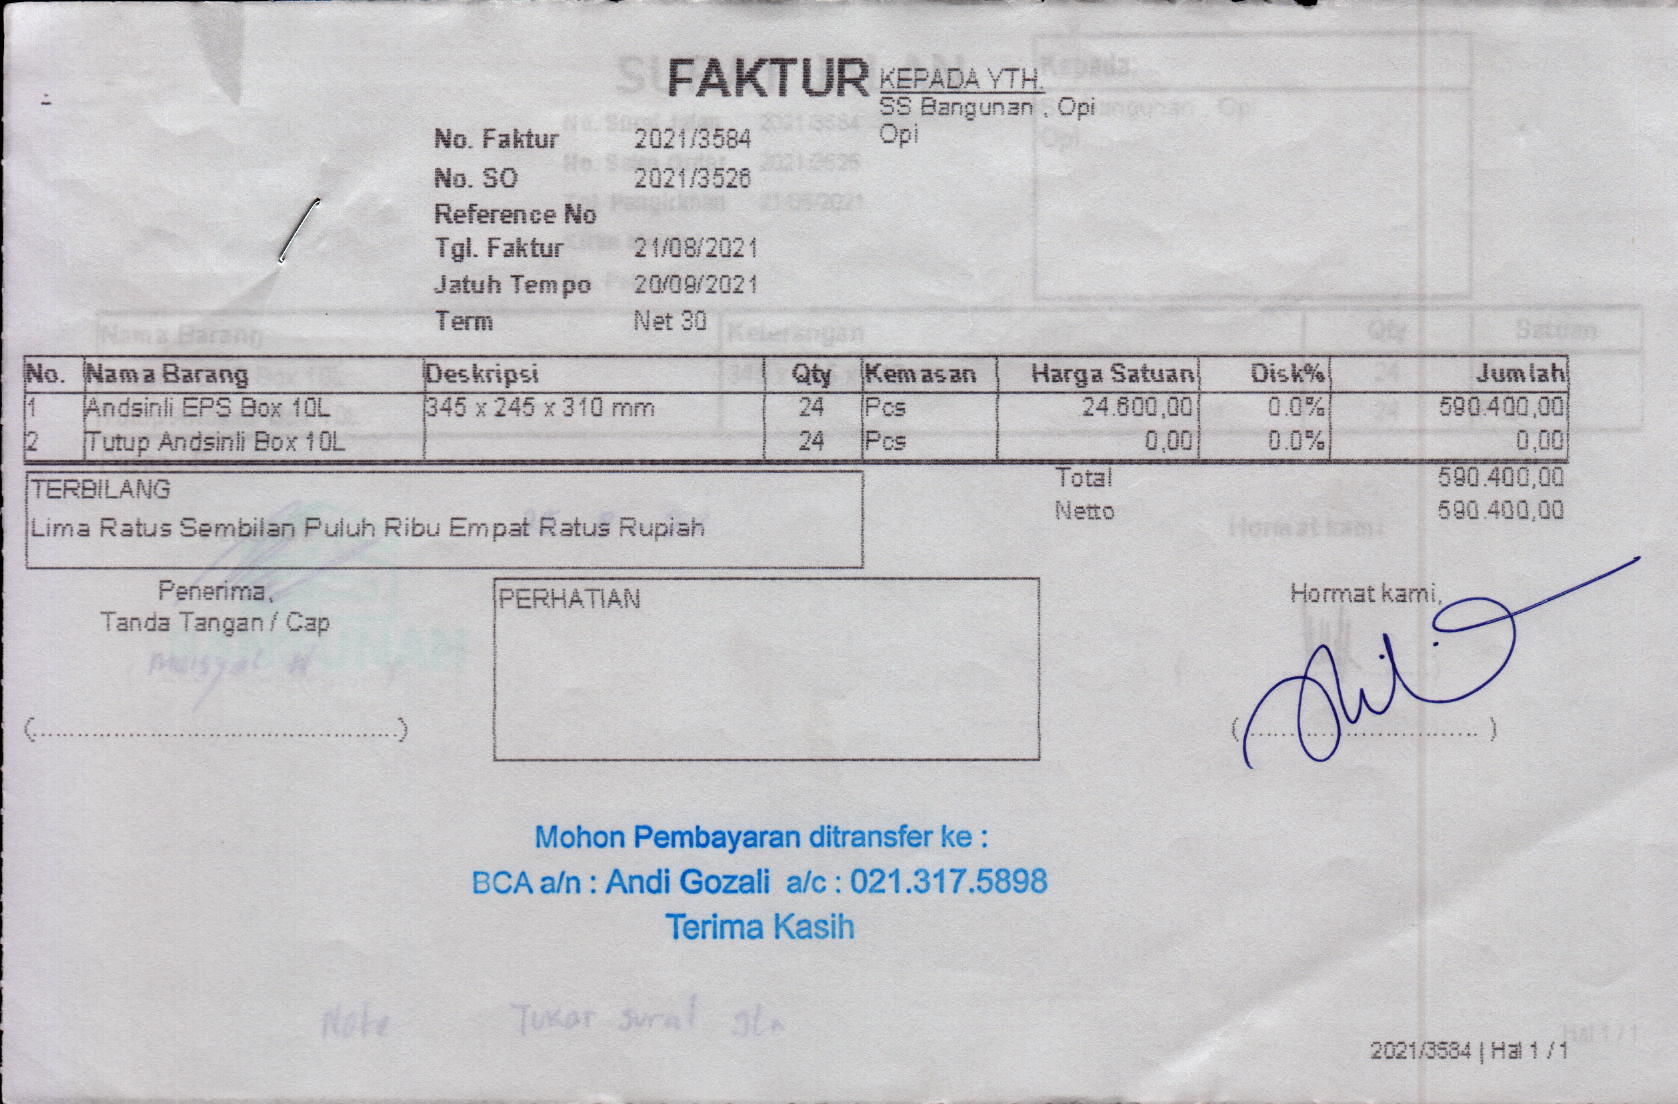 FAKTUR
KEPADA YTH.
SS Bangunan , Opi
Opi
No. Faktur 2021/3584
No. SO 2021/3526
Reference No
Tgl. Faktur 21/08/2021
Jatuh Tempo 20/09/2021
Term Net 30
No. Nama Barang Deskripsi Qty Kemasan Harga Satuan Disk% Jumlah
1 Andsinli EPS Box 10L 345 x 245 x 310 mm 24 Pcs 24.600,00 0.0% 590.400,00
2 Tutup Andsinli Box 10L 24 Pcs 0,00 0.0% 0,00
Total 590.400,00
Netto 590.400,00
TERBILANG
Lima Ratus Sembilan Puluh Ribu Empat Ratus Rupiah
Penerima,
Tanda Tangan / Cap
(..........................................)
PERHATIAN
Hormat kami,
(.......................... )
Mohon Pembayaran ditransfer ke :
BCA a/n : Andi Gozali a/c : 021.317.5898
Terima Kasih
Note Tukar surat
2021/3584 | Hal 1 / 1